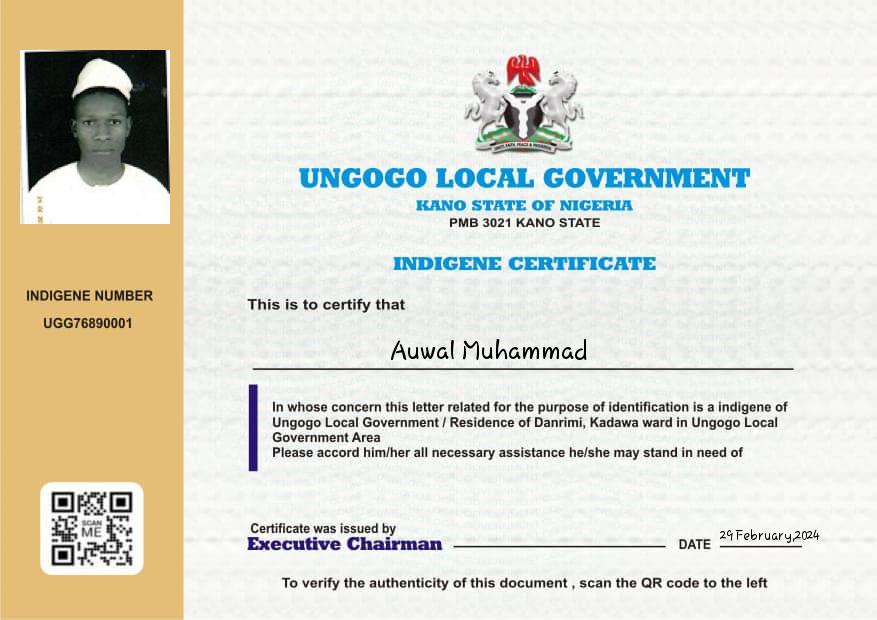 UNGOGO LOCAL GOVERNMENT
KANO STATE OF NIGERIA
PMB 3021 KANO STATE
INDIGENE CERTIFICATE
INDIGENE NUMBER
UGG76890001
This is to certify that
Auwal Muhammad
In whose concern this letter related for the purpose of identification is a indigene of
Ungogo Local Government / Residence of Danrimi, Kadawa ward in Ungogo Local
Government Area
Please accord him/her all necessary assistance he/she may stand in need of
SCAN
ME
Certificate was issued by
Executive Chairman
DATE 29 February,2024
To verify the authenticity of this document , scan the QR code to the left